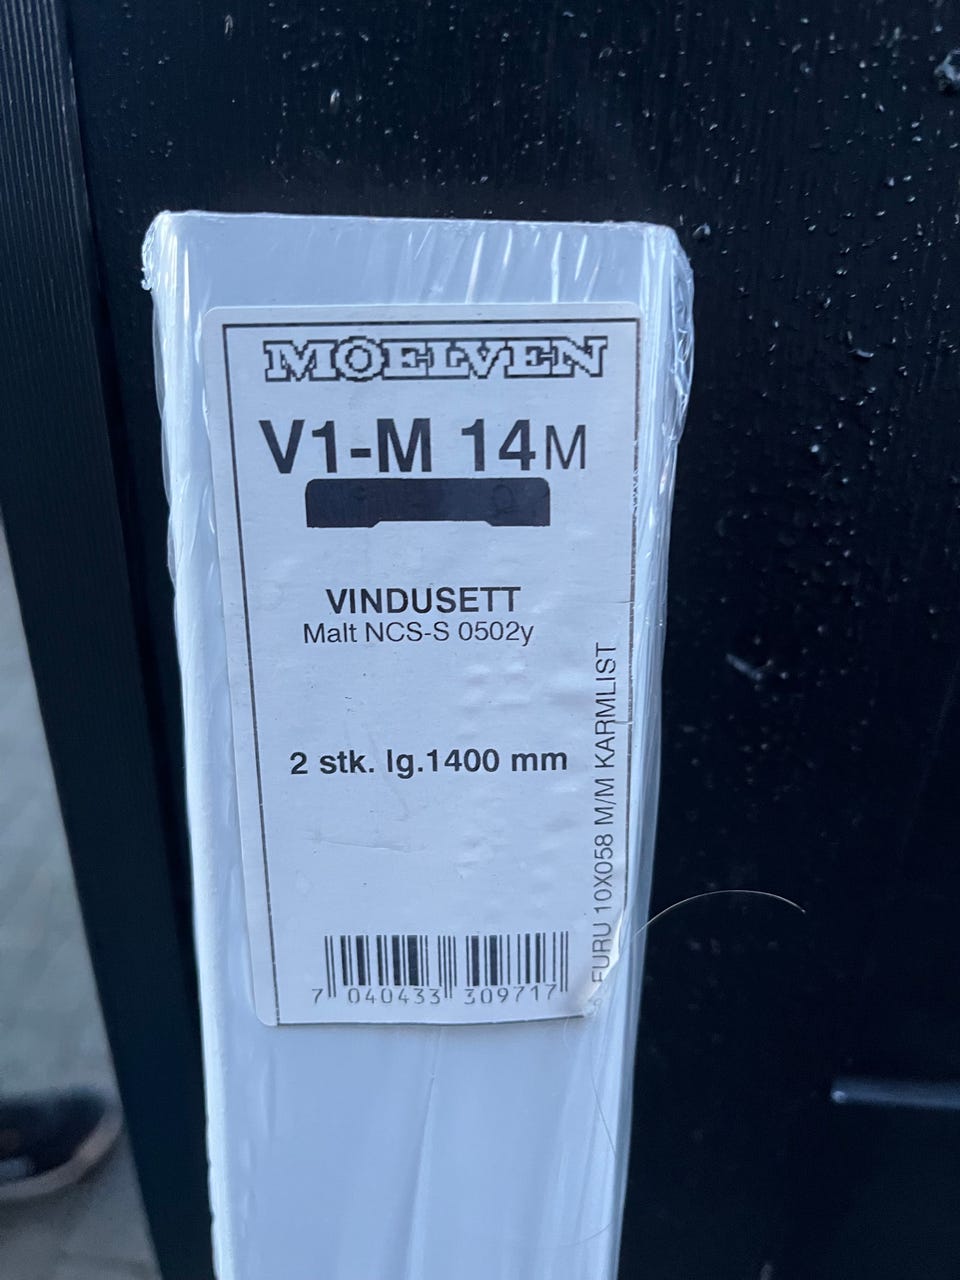 MOELVEN
V1-M 14M
VINDUSETT
Malt NCS-S 0502y
2 stk. lg.1400 mm
FURU 10X058 M/M KARMLIST
7 040433 309717